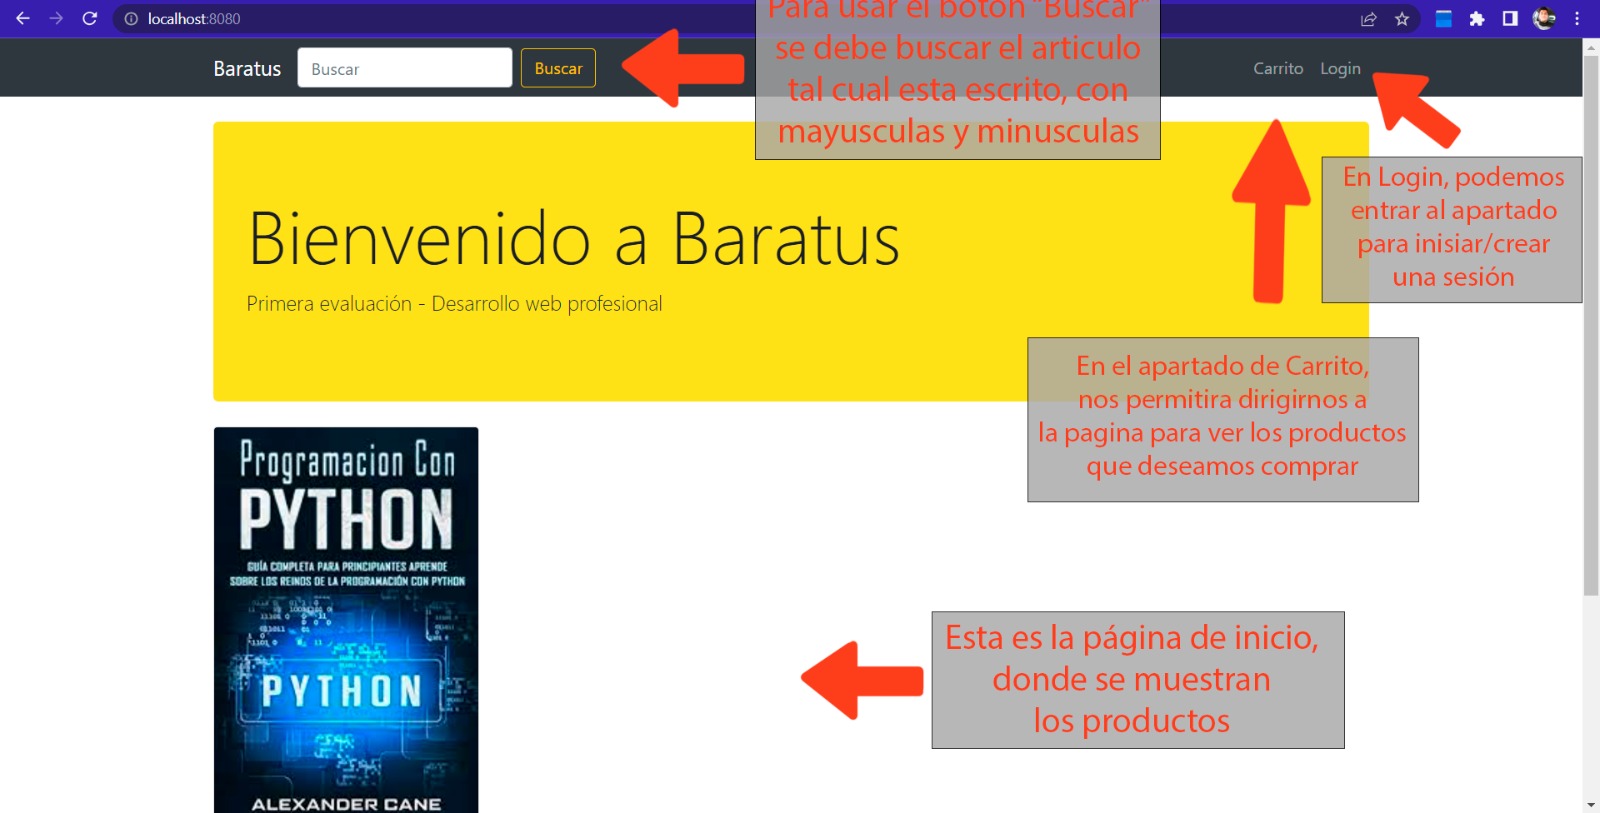 localhost:8080
Baratus
Buscar
Buscar
Carrito
Login
Para usar el boton "Buscar"
se debe buscar el articulo
tal cual esta escrito, con
mayusculas y minusculas
En Login, podemos
entrar al apartado
para inisiar/crear
una sesión
Bienvenido a Baratus
Primera evaluación - Desarrollo web profesional
En el apartado de Carrito,
nos permitira dirigirnos a
la pagina para ver los productos
que deseamos comprar
Programacion Con
PYTHON
GUÍA COMPLETA PARA PRINCIPIANTES APRENDE
SOBRE LOS REINOS DE LA PROGRAMACIÓN CON PYTHON
PYTHON
ALEXANDER CANE
Esta es la página de inicio,
donde se muestran
los productos